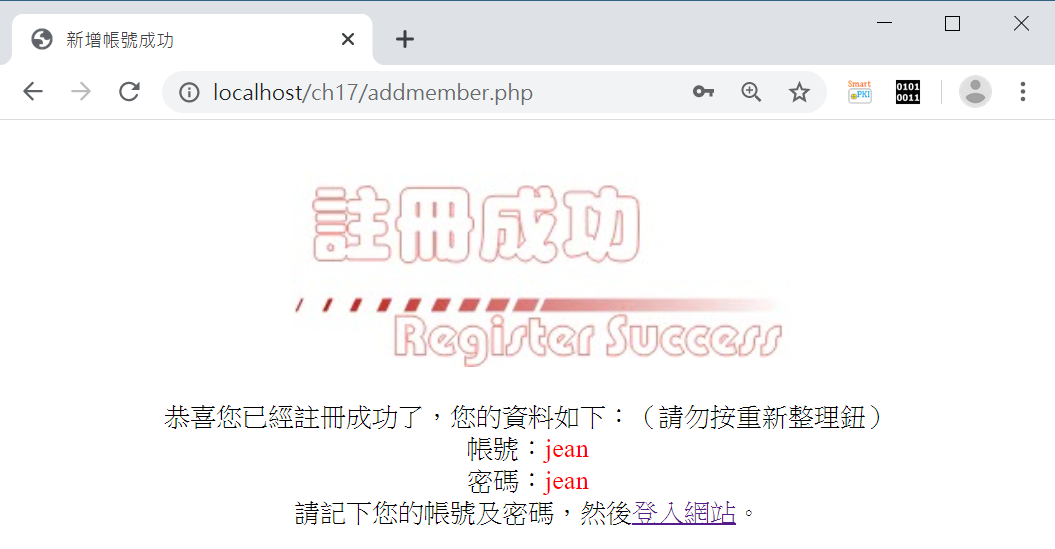 新增帳號成功
localhost/ch17/addmember.php
Smart
PKI
0101
0011
註冊成功
Register Success
恭喜您已經註冊成功了，您的資料如下：（請勿按重新整理鈕）
帳號：jean
密碼：jean
請記下您的帳號及密碼，然後登入網站。